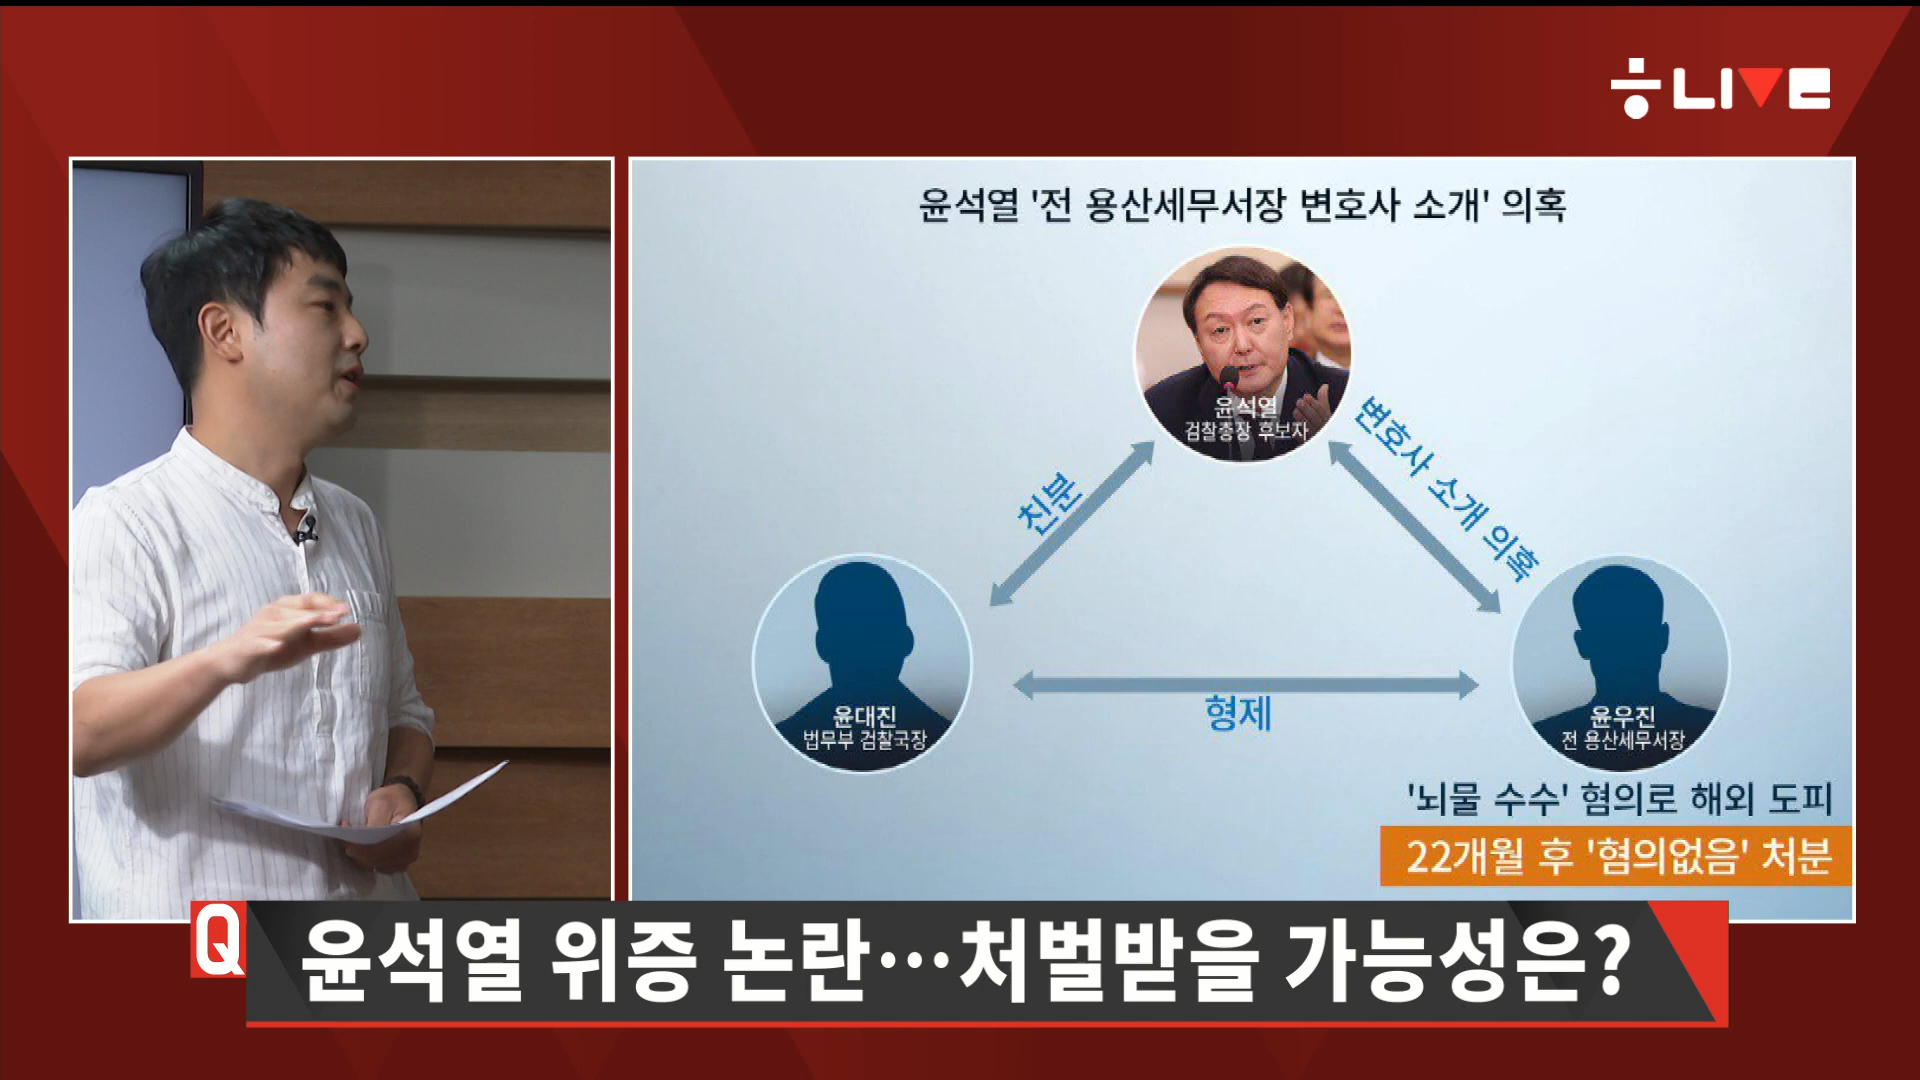 ㅎLIVE
윤석열 '전 용산세무서장 변호사 소개' 의혹
윤석열
검찰총장 후보자
친분
변호사 소개 의혹
윤대진
법무부 검찰국장
형제
윤우진
전 용산세무서장
'뇌물 수수' 혐의로 해외 도피
22개월 후 '혐의없음' 처분
Q
윤석열 위증 논란…처벌받을 가능성은?